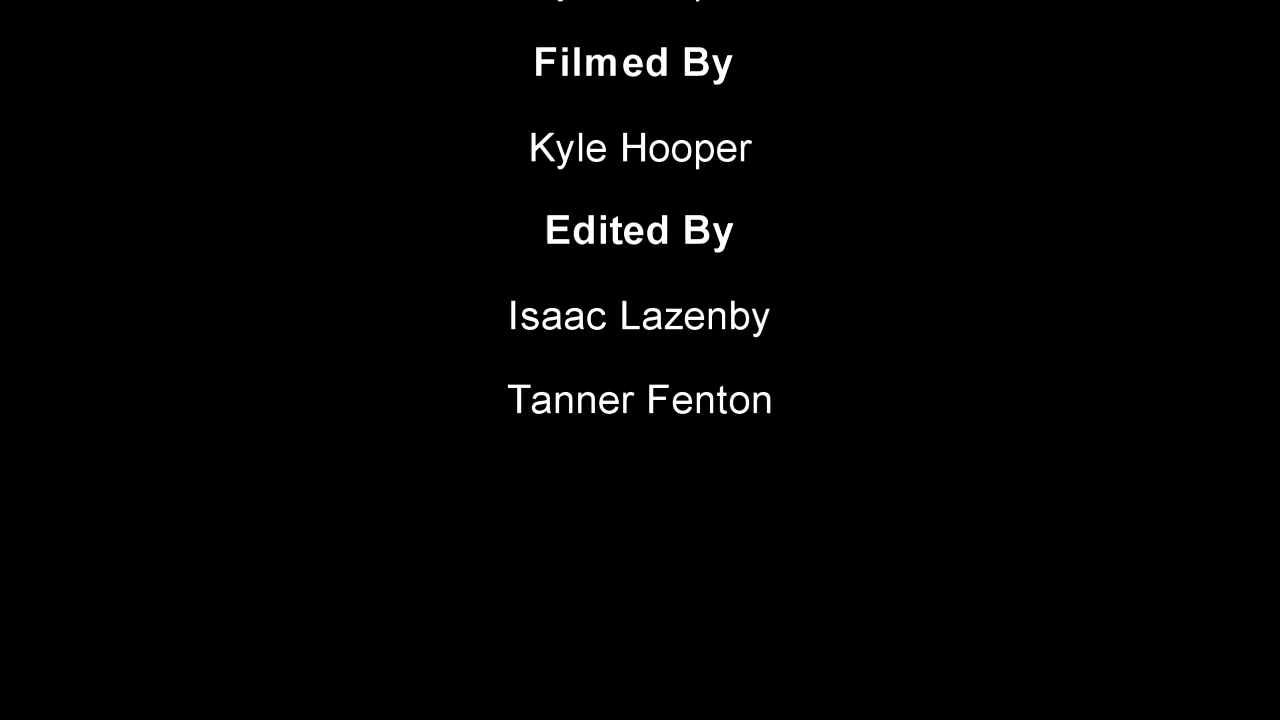 Filmed By
Kyle Hooper
Edited By
Isaac Lazenby
Tanner Fenton